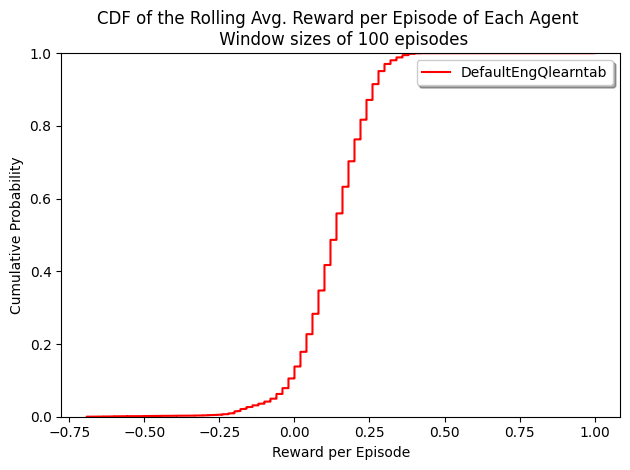 CDF of the Rolling Avg. Reward per Episode of Each Agent
Window sizes of 100 episodes
DefaultEngQlearntab
Cumulative Probability
1.0
0.8
0.6
0.4
0.2
0.0
−0.75 −0.50 −0.25 0.00 0.25 0.50 0.75 1.00
Reward per Episode